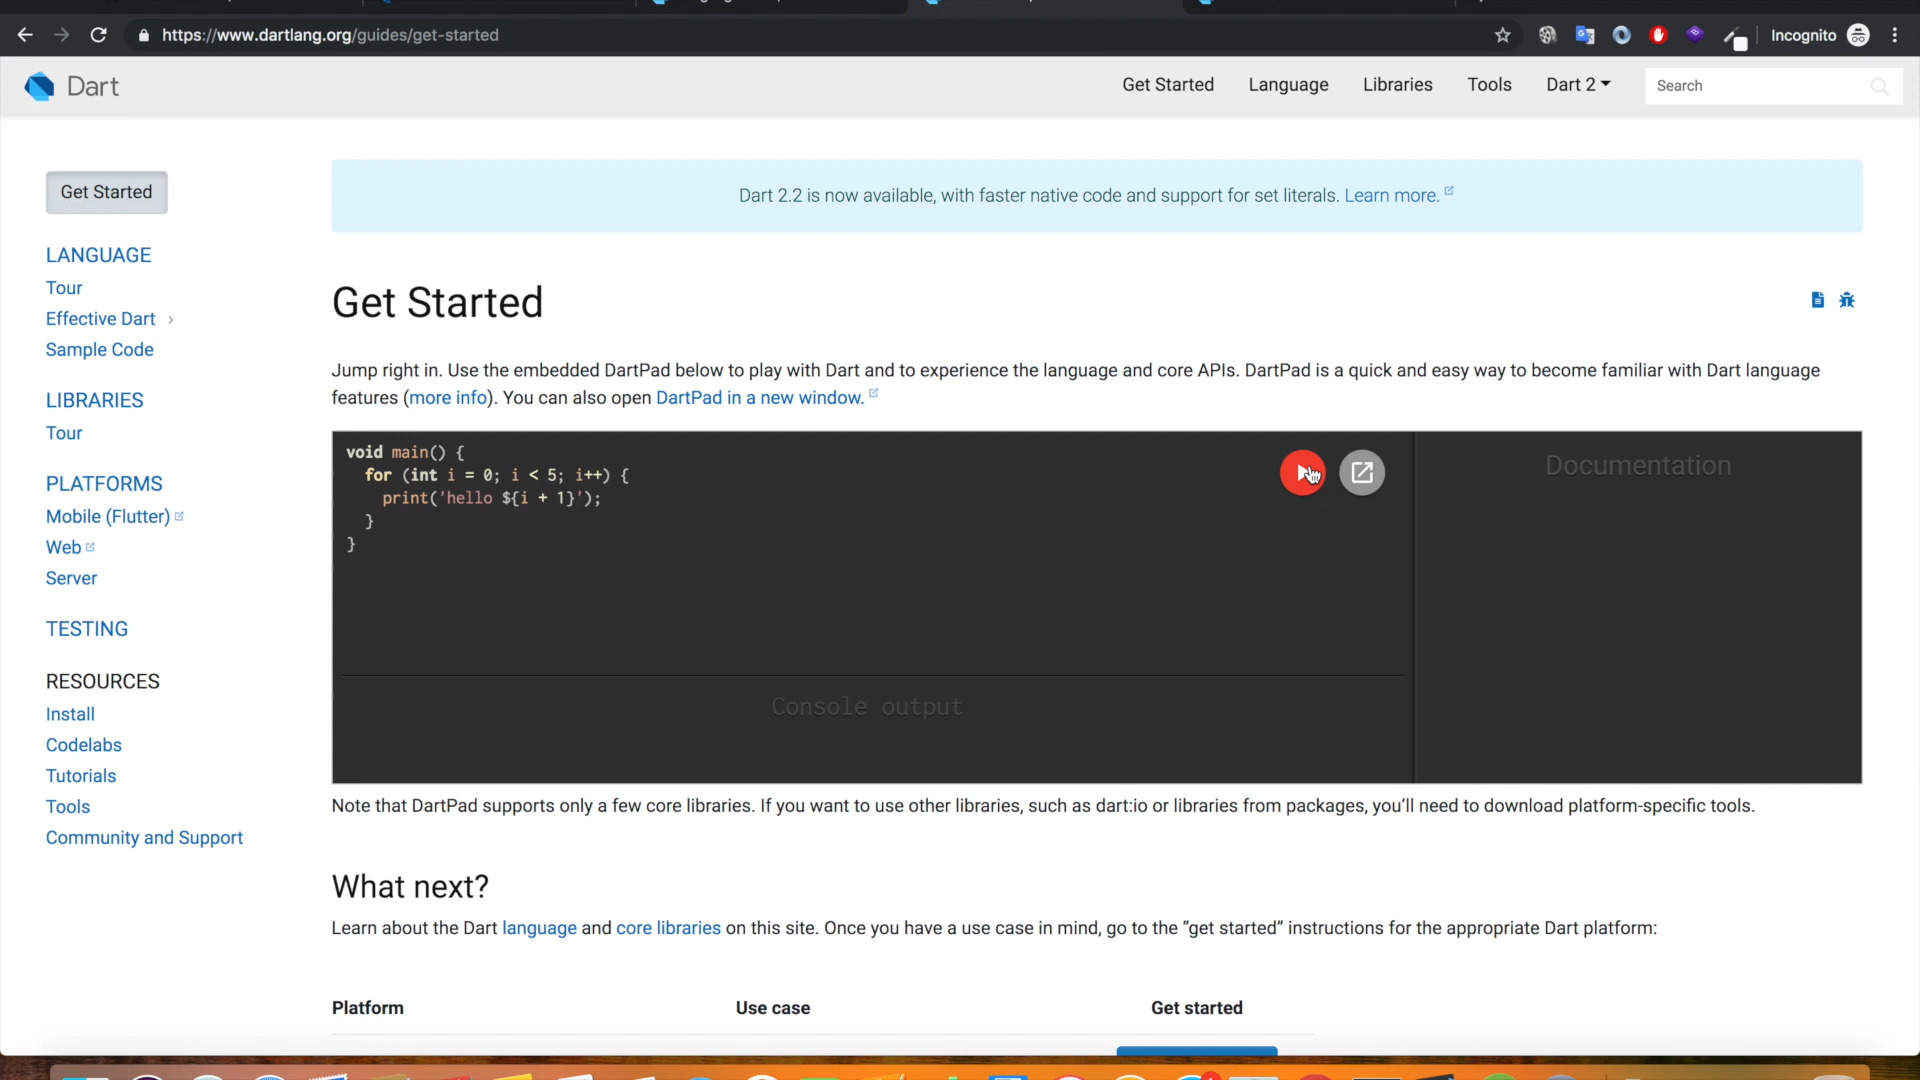 https://www.dartlang.org/guides/get-started
Incognito
Dart
Get Started
Language
Libraries
Tools
Dart 2
Search
Get Started
LANGUAGE
Tour
Effective Dart
Sample Code
LIBRARIES
Tour
PLATFORMS
Mobile (Flutter)
Web
Server
TESTING
RESOURCES
Install
Codelabs
Tutorials
Tools
Community and Support
Dart 2.2 is now available, with faster native code and support for set literals. Learn more.
Get Started
Jump right in. Use the embedded DartPad below to play with Dart and to experience the language and core APIs. DartPad is a quick and easy way to become familiar with Dart language
features (more info). You can also open DartPad in a new window.
void main() {
for (int i = 0; i < 5; i++) {
print('hello ${i + 1}');
}
}
Documentation
Console output
Note that DartPad supports only a few core libraries. If you want to use other libraries, such as dart:io or libraries from packages, you’ll need to download platform-specific tools.
What next?
Learn about the Dart language and core libraries on this site. Once you have a use case in mind, go to the “get started” instructions for the appropriate Dart platform:
Platform
Use case
Get started